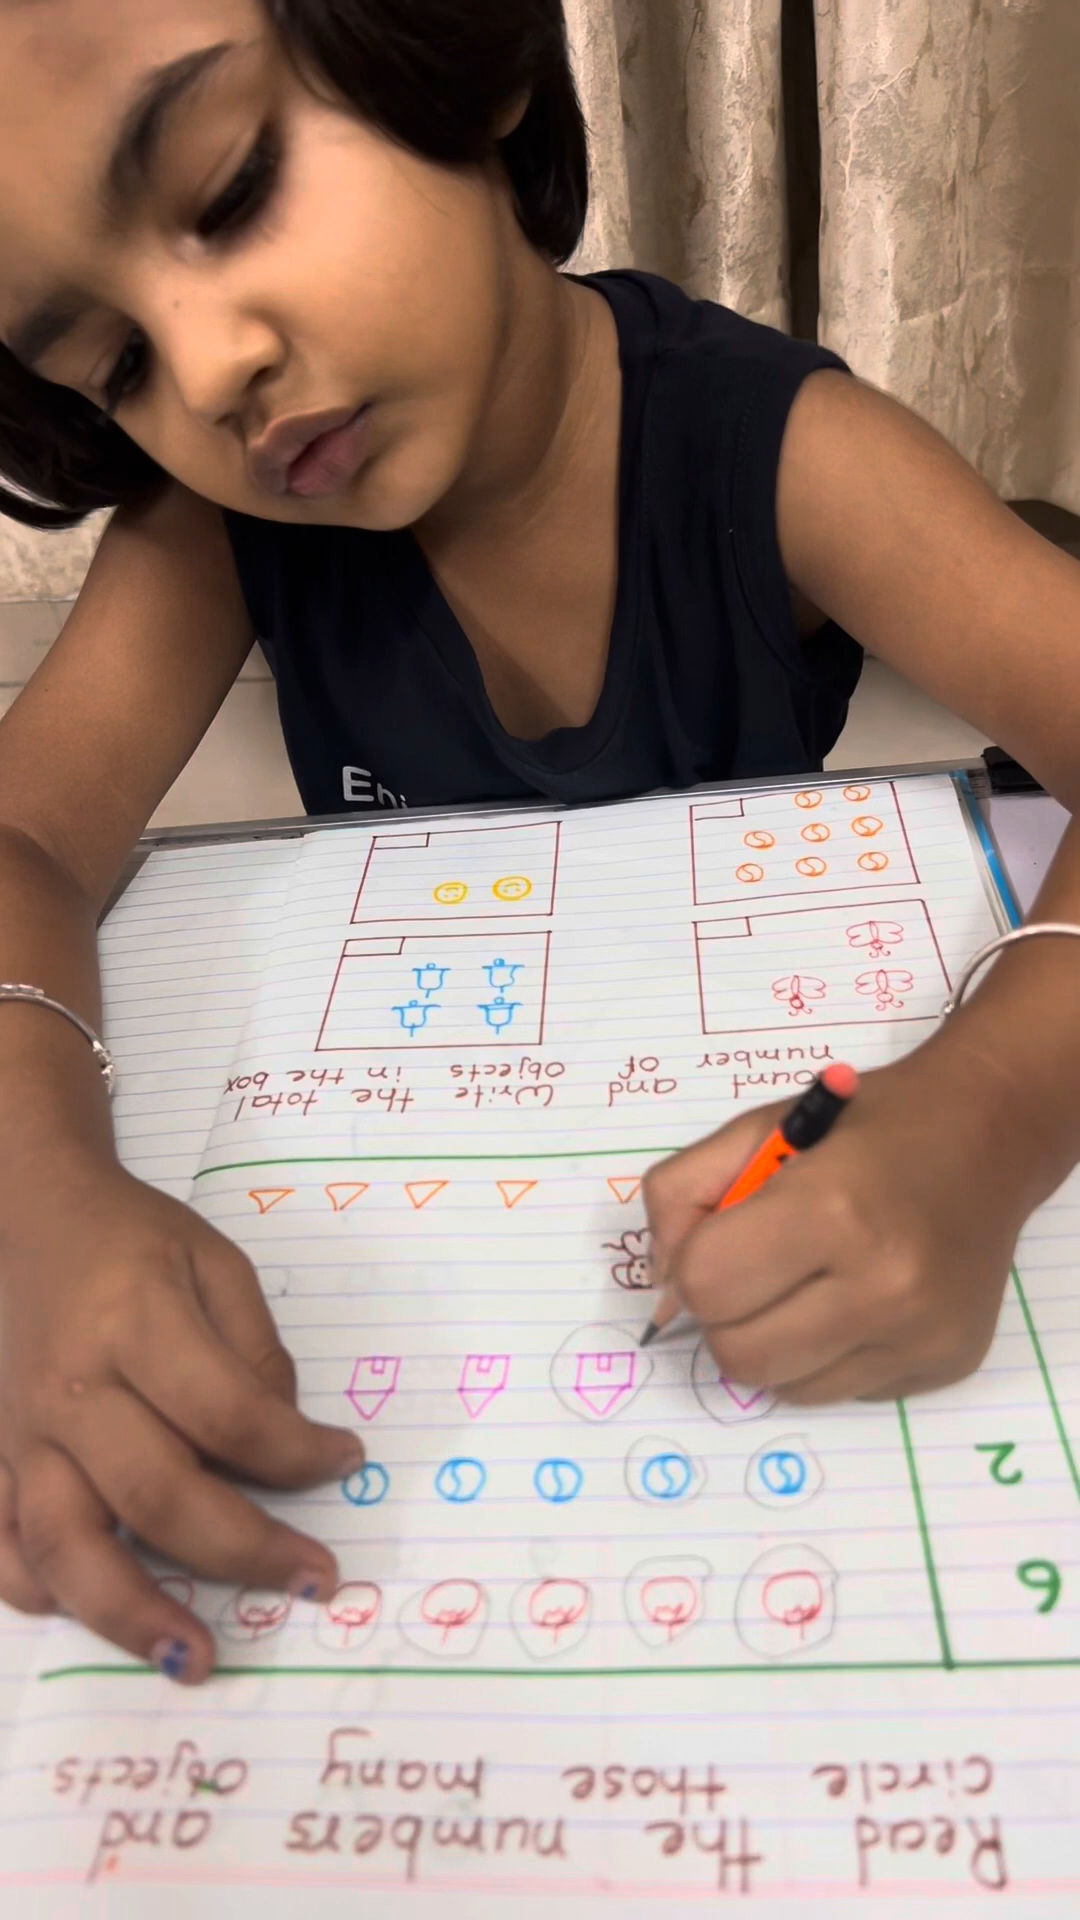 Read the numbers and
circle those many objects.
6
2
ount and write the total
number of objects in the box